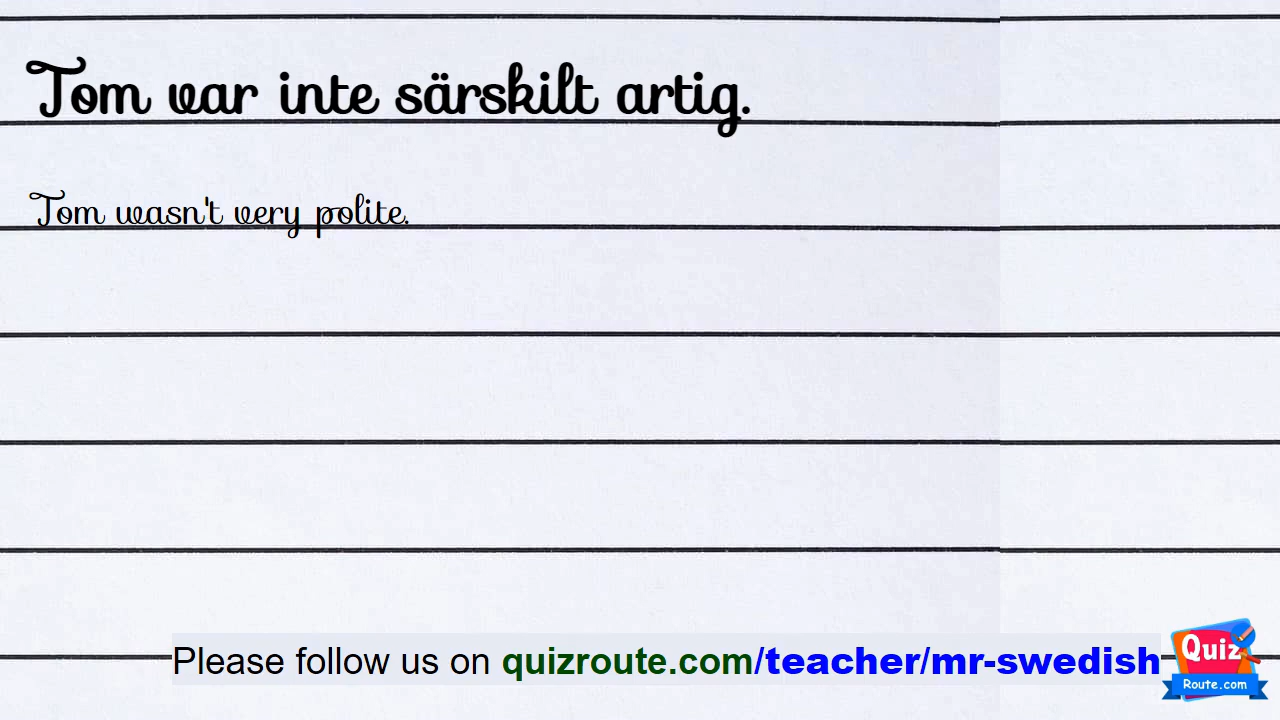 Tom var inte särskilt artig.
Tom wasn't very polite.
Please follow us on quizroute.com/teacher/mr-swedish
Quiz
Route.com